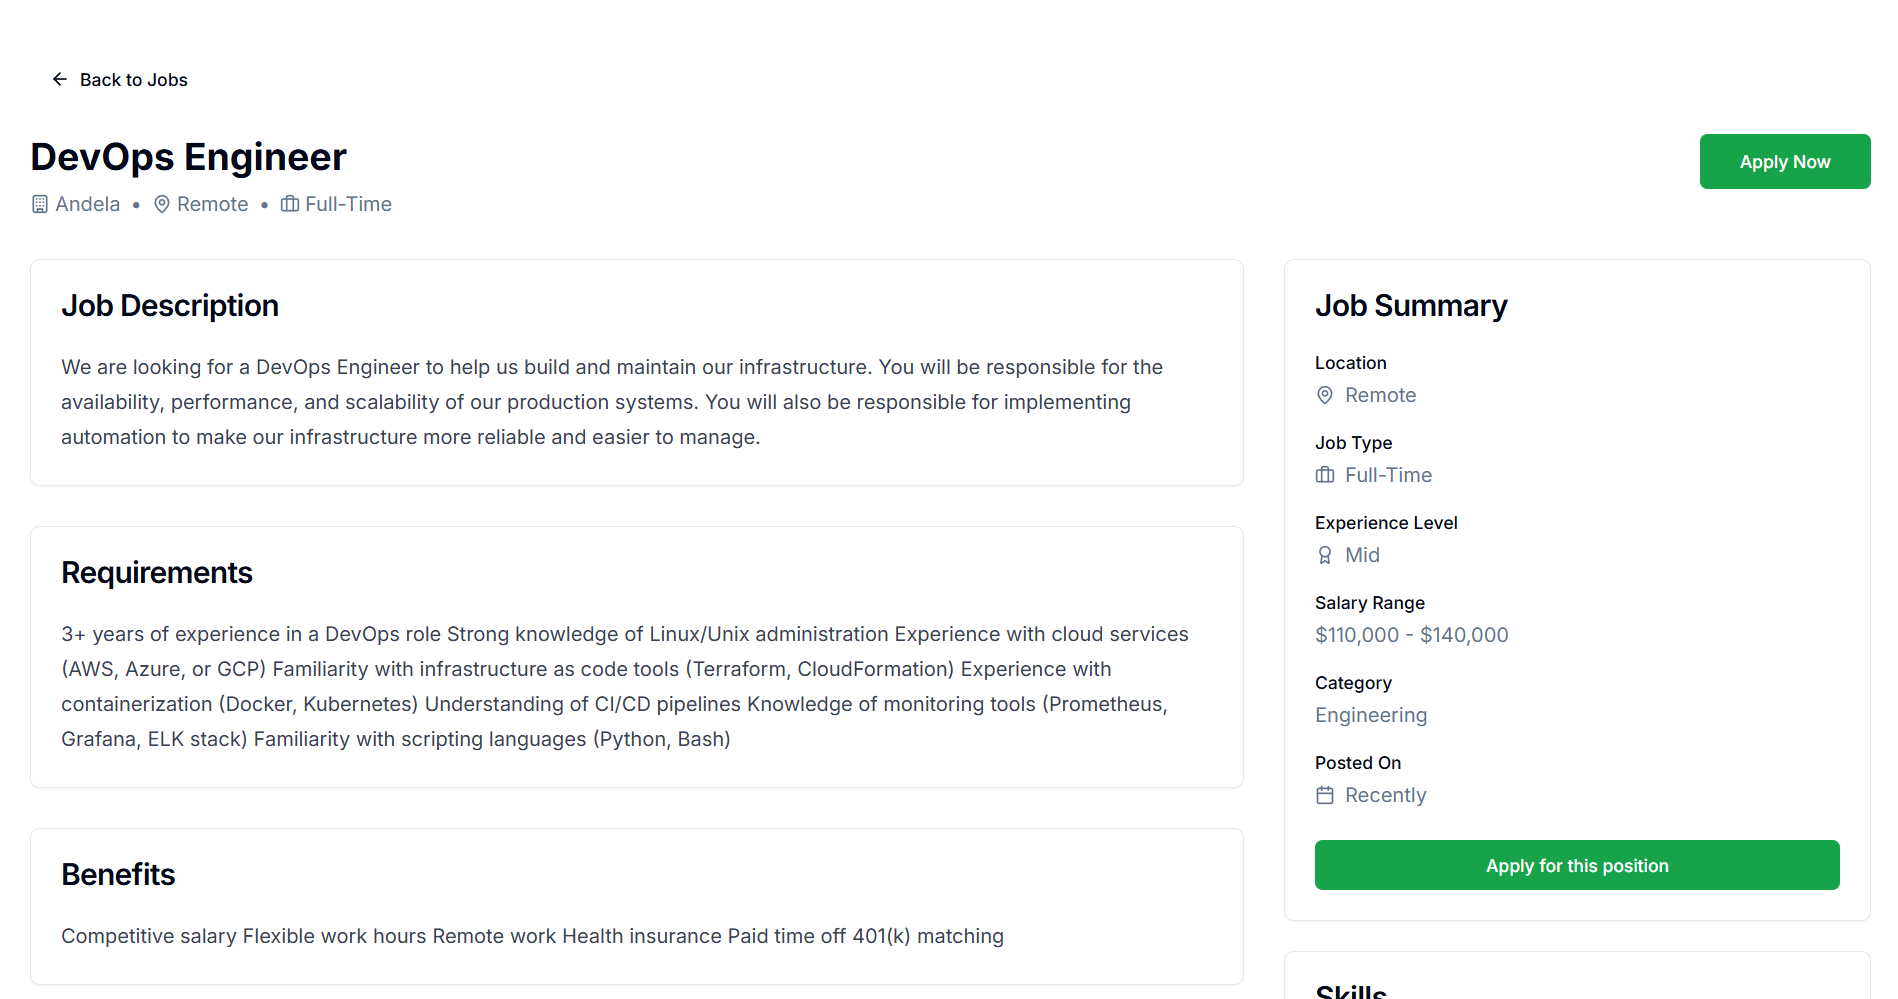 Back to Jobs
DevOps Engineer
Apply Now
Andela • Remote • Full-Time
Job Description
We are looking for a DevOps Engineer to help us build and maintain our infrastructure. You will be responsible for the
availability, performance, and scalability of our production systems. You will also be responsible for implementing
automation to make our infrastructure more reliable and easier to manage.
Requirements
3+ years of experience in a DevOps role Strong knowledge of Linux/Unix administration Experience with cloud services
(AWS, Azure, or GCP) Familiarity with infrastructure as code tools (Terraform, CloudFormation) Experience with
containerization (Docker, Kubernetes) Understanding of CI/CD pipelines Knowledge of monitoring tools (Prometheus,
Grafana, ELK stack) Familiarity with scripting languages (Python, Bash)
Benefits
Competitive salary Flexible work hours Remote work Health insurance Paid time off 401(k) matching
Job Summary
Location
Remote
Job Type
Full-Time
Experience Level
Mid
Salary Range
$110,000 - $140,000
Category
Engineering
Posted On
Recently
Apply for this position
Skills